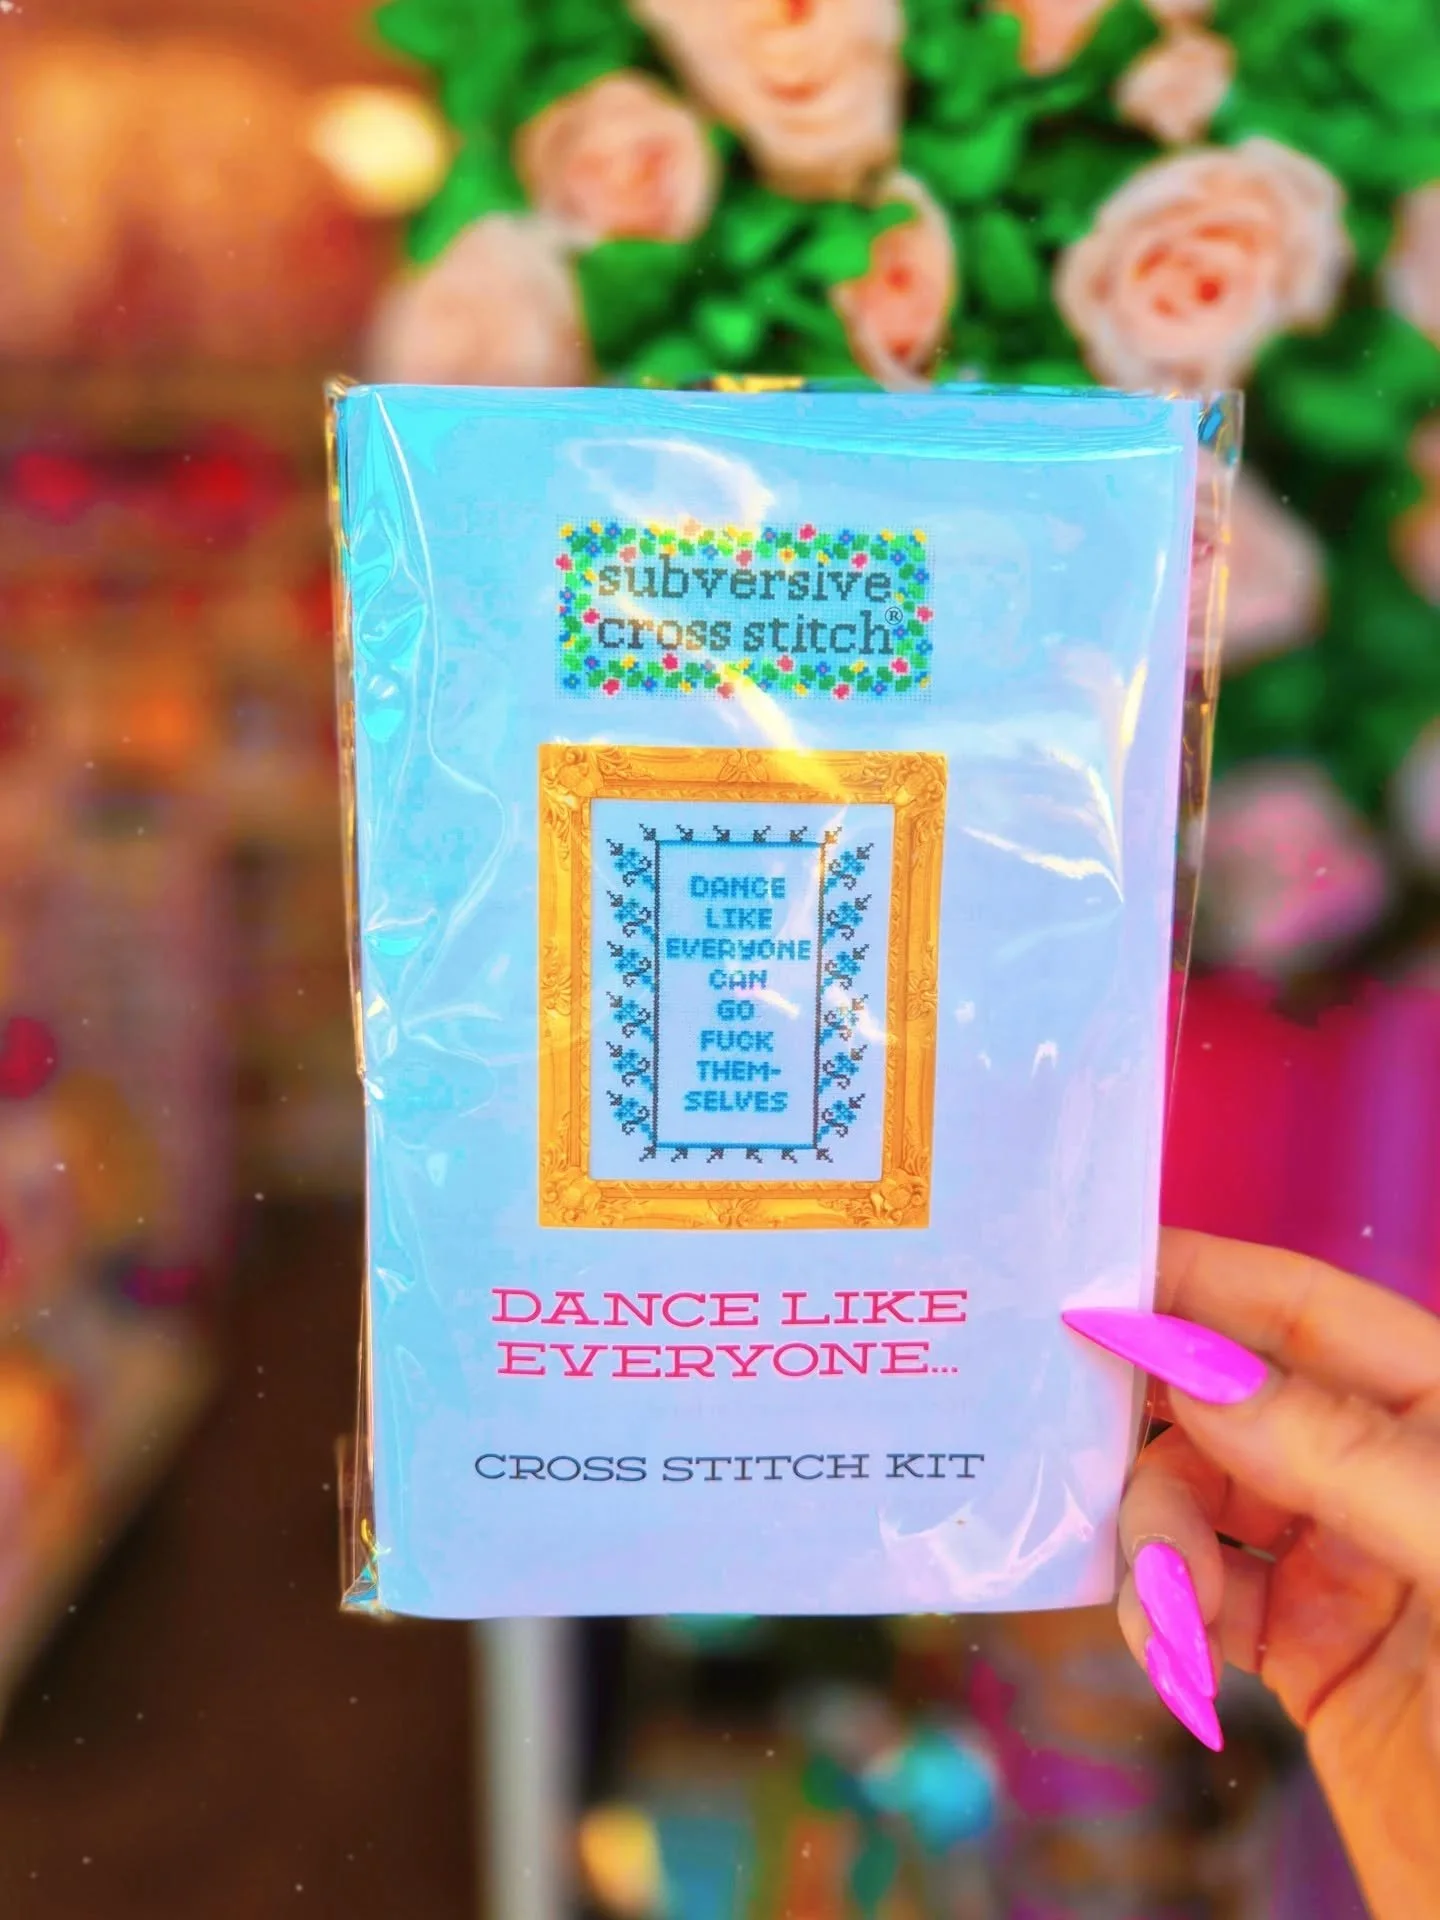 subversive
cross stitch®
DANCE
LIKE
EVERYONE
CAN
GO
FUCK
THEM-
SELVES
DANCE LIKE
EVERYONE...
CROSS STITCH KIT